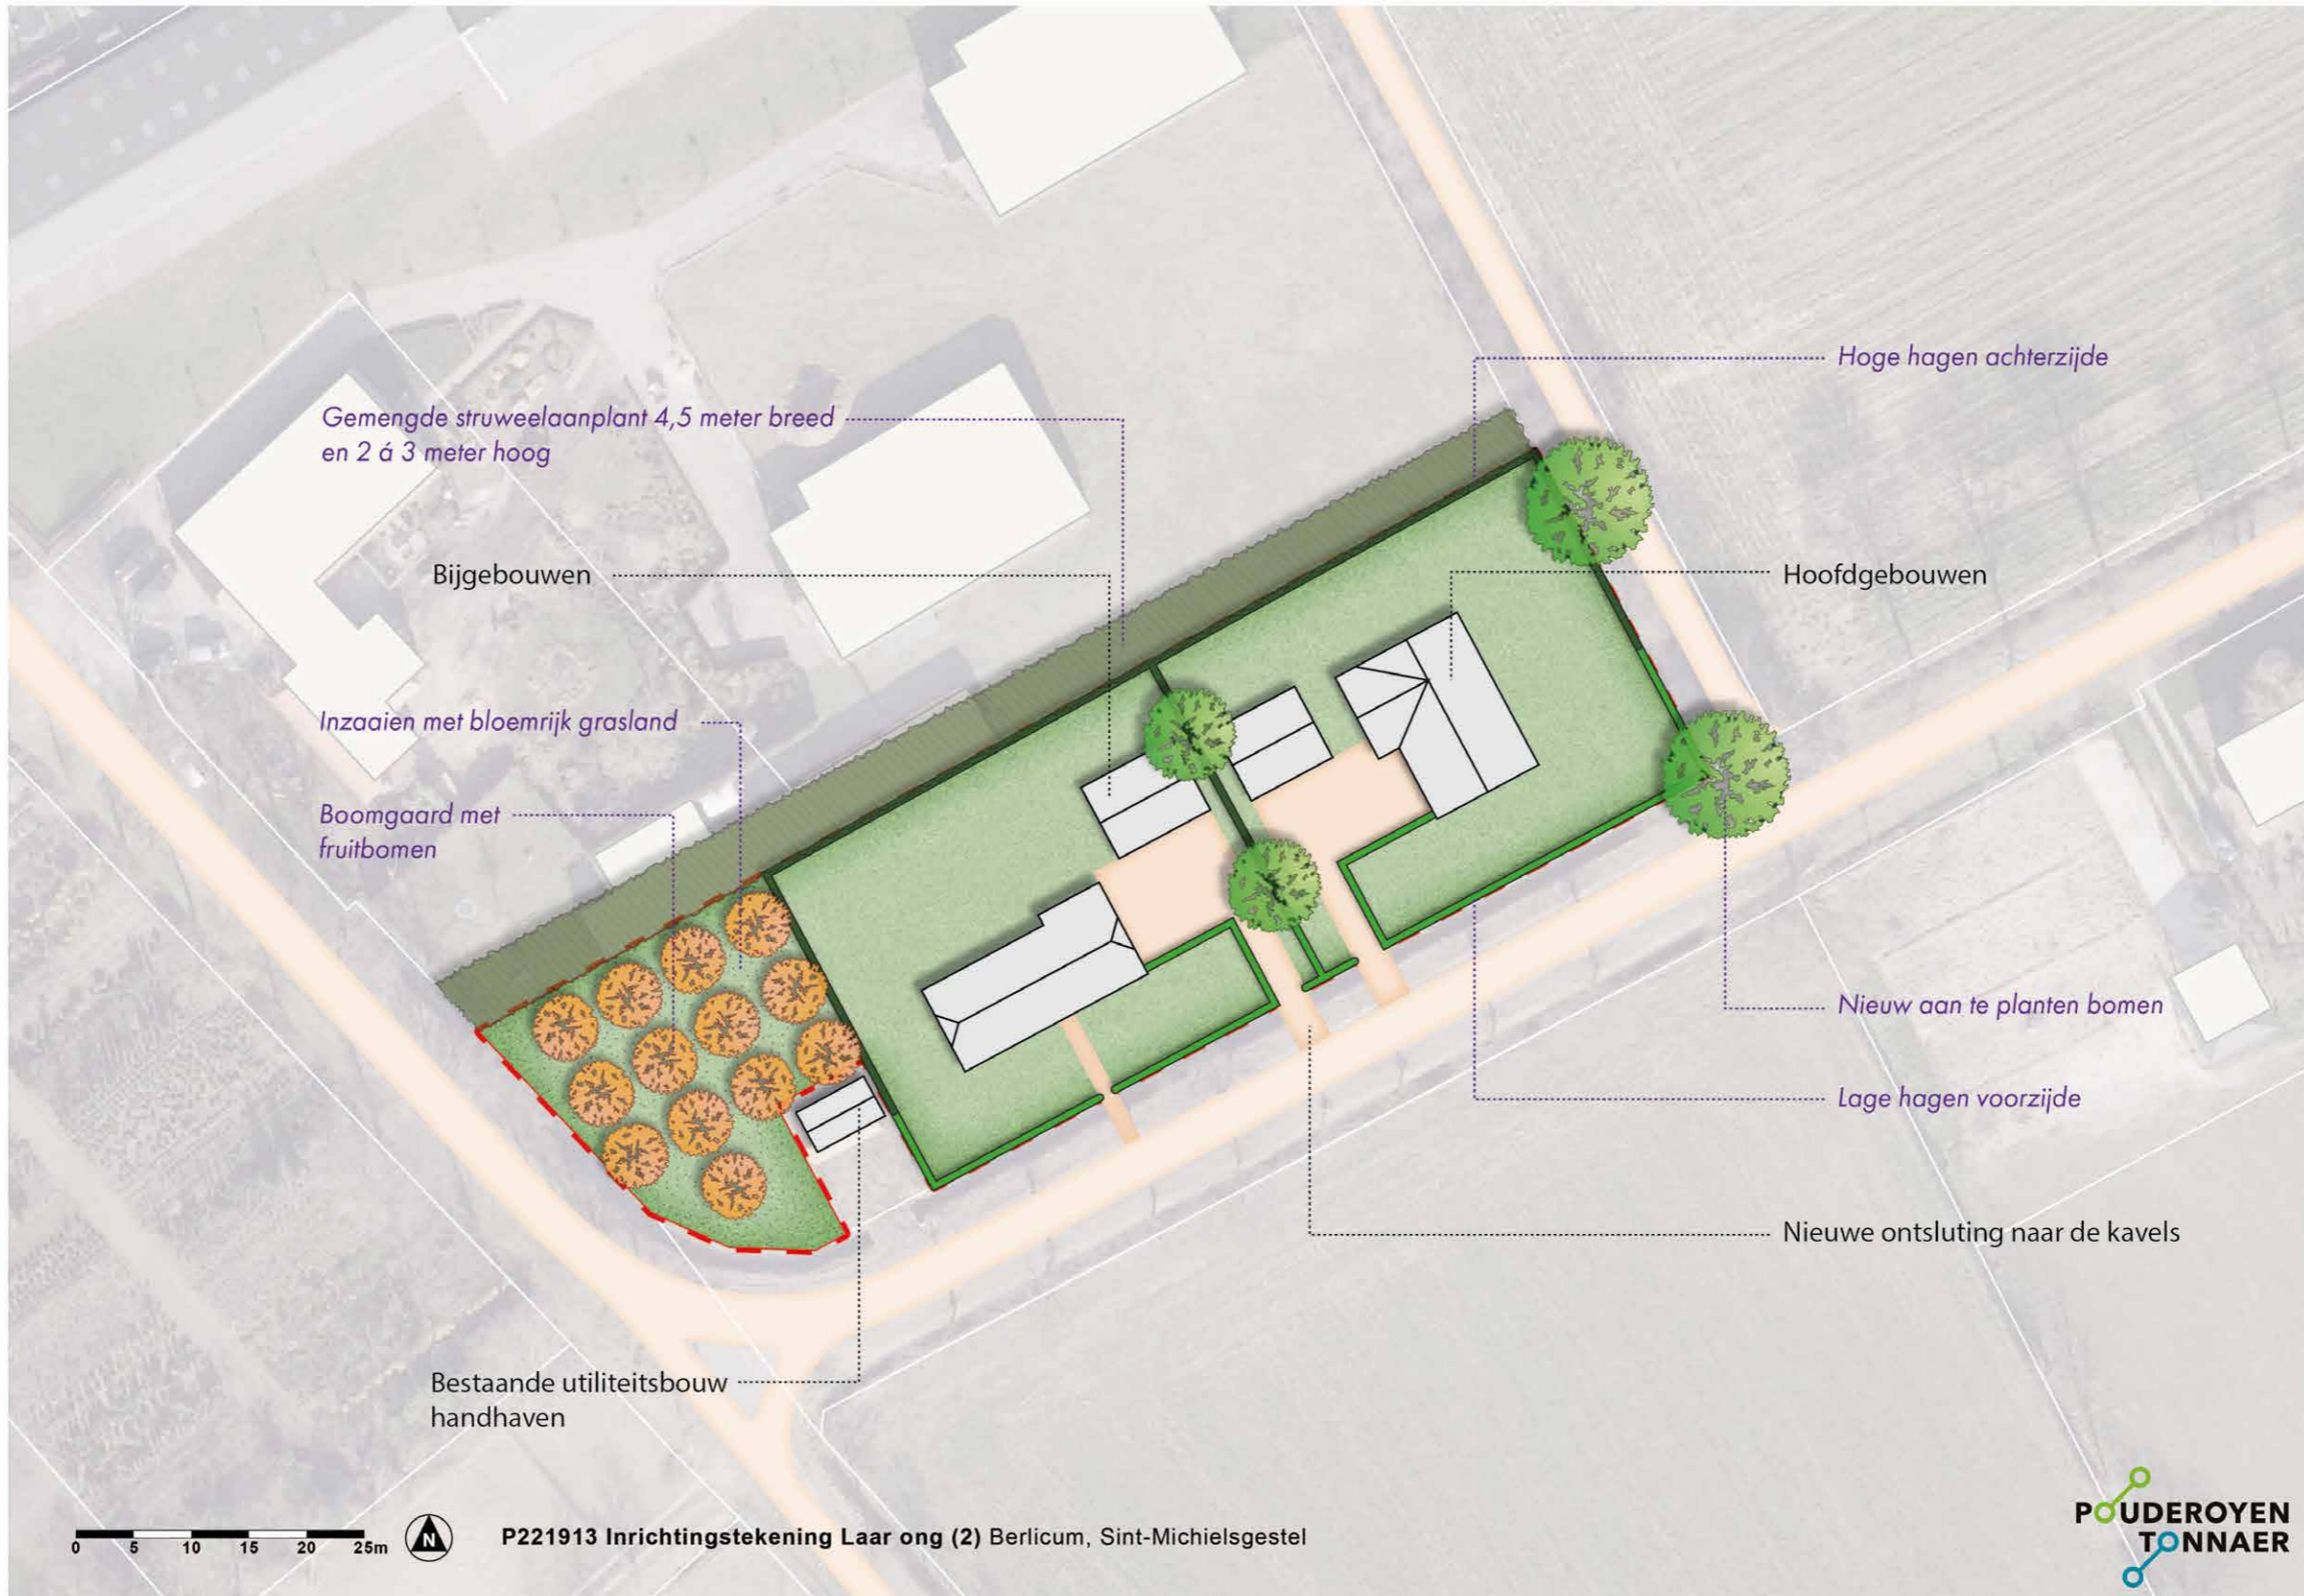 Hoge hagen achterzijde
Gemengde struweelaanplant 4,5 meter breed
en 2 á 3 meter hoog
Bijgebouwen
Hoofdgebouwen
Inzaaien met bloemrijk grasland
Boomgaard met
fruitbomen
Nieuw aan te planten bomen
Lage hagen voorzijde
Nieuwe ontsluting naar de kavels
Bestaande utiliteitsbouw
handhaven
0 5 10 15 20 25m
N
P221913 Inrichtingstekening Laar ong (2) Berlicum, Sint-Michielsgestel
POUDEROYEN
TONNAER